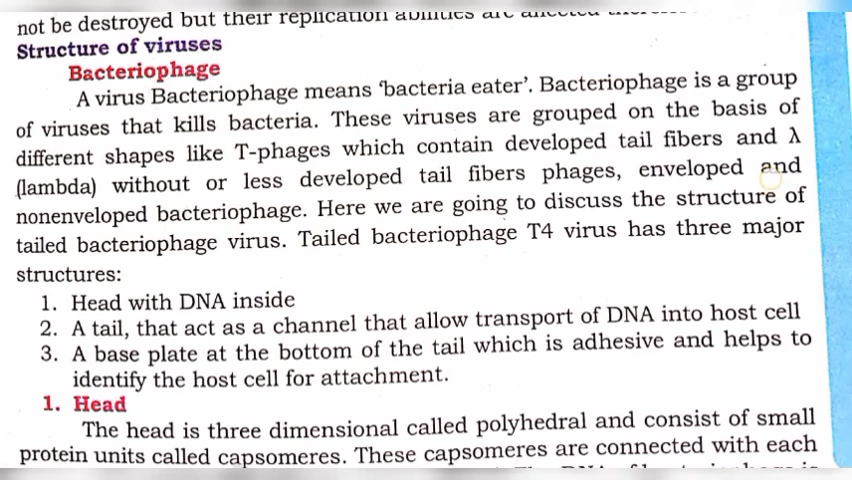 not be destroyed but their replication abilities are affected
Structure of viruses
Bacteriophage
A virus Bacteriophage means ‘bacteria eater’. Bacteriophage is a group
of viruses that kills bacteria. These viruses are grouped on the basis of
different shapes like T-phages which contain developed tail fibers and λ
(lambda) without or less developed tail fibers phages, enveloped and
nonenveloped bacteriophage. Here we are going to discuss the structure of
tailed bacteriophage virus. Tailed bacteriophage T4 virus has three major
structures:
1. Head with DNA inside
2. A tail, that act as a channel that allow transport of DNA into host cell
3. A base plate at the bottom of the tail which is adhesive and helps to
identify the host cell for attachment.
1. Head
The head is three dimensional called polyhedral and consist of small
protein units called capsomeres. These capsomeres are connected with each